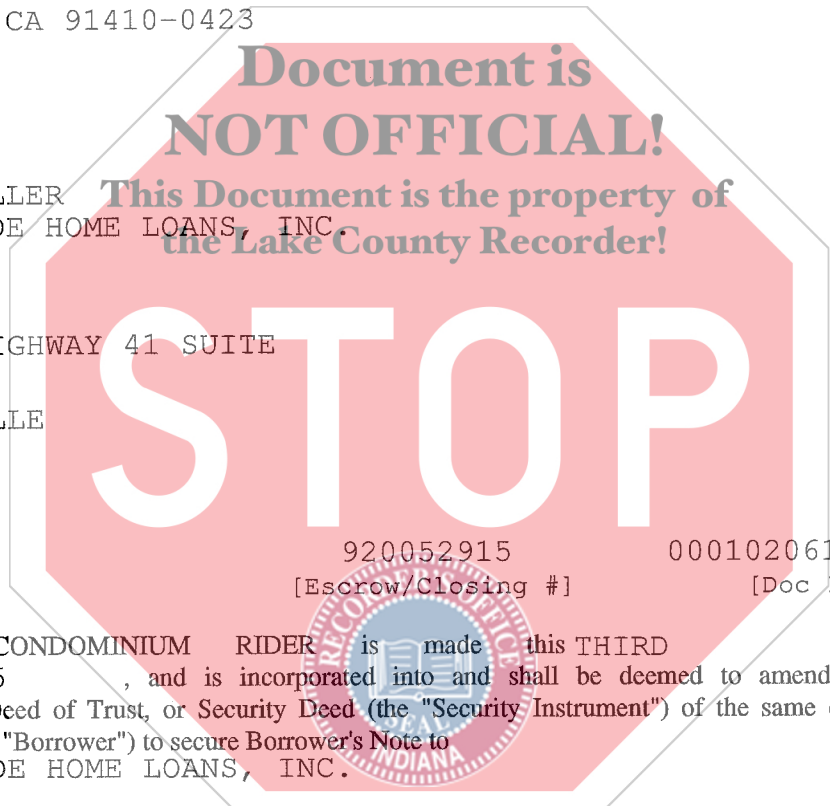 CA 91410-0423
Document is
NOT OFFICIAL!
LLER
This Document is the property of
DE HOME LOANS, INC.
the Lake County Recorder!
IGHWAY 41 SUITE
LLE
STOP
920052915 000102061
[Escrow/Closing #] [Doc
CONDOMINIUM RIDER is made this THIRD
, and is incorporated into and shall be deemed to amend
Deed of Trust, or Security Deed (the "Security Instrument") of the same
"Borrower") to secure Borrower's Note to
DE HOME LOANS, INC.
RECORDER'S OFFICE
SEAL
INDIANA